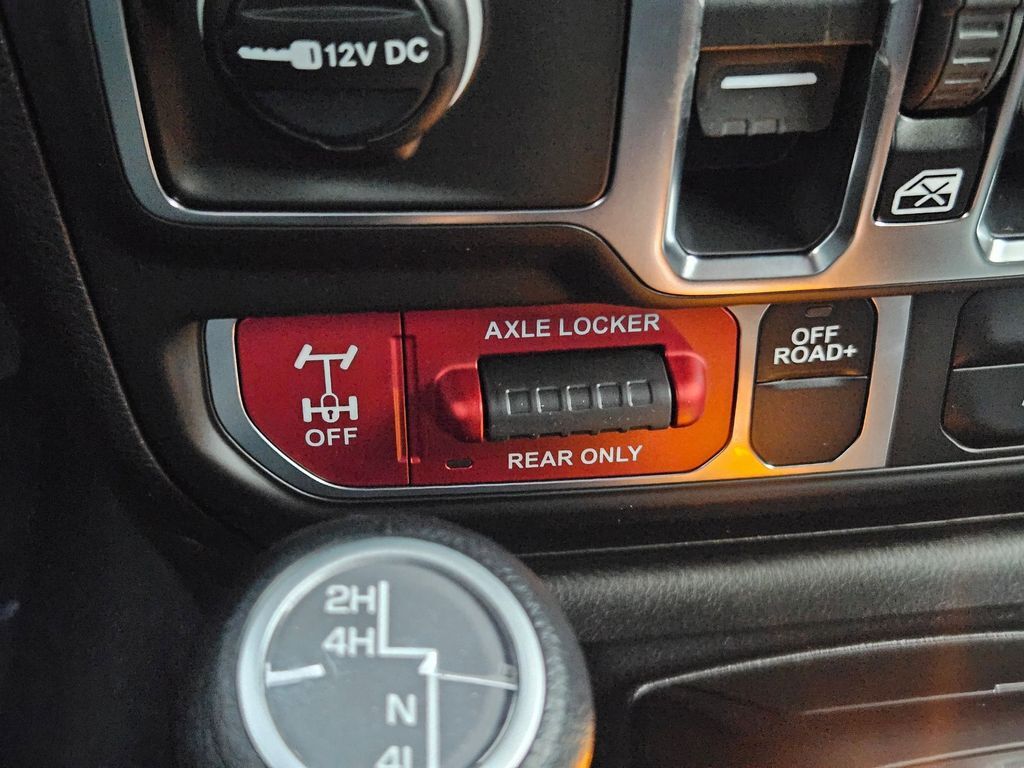 12V DC
AXLE LOCKER
OFF
REAR ONLY
OFF
ROAD+
2H
4H
N